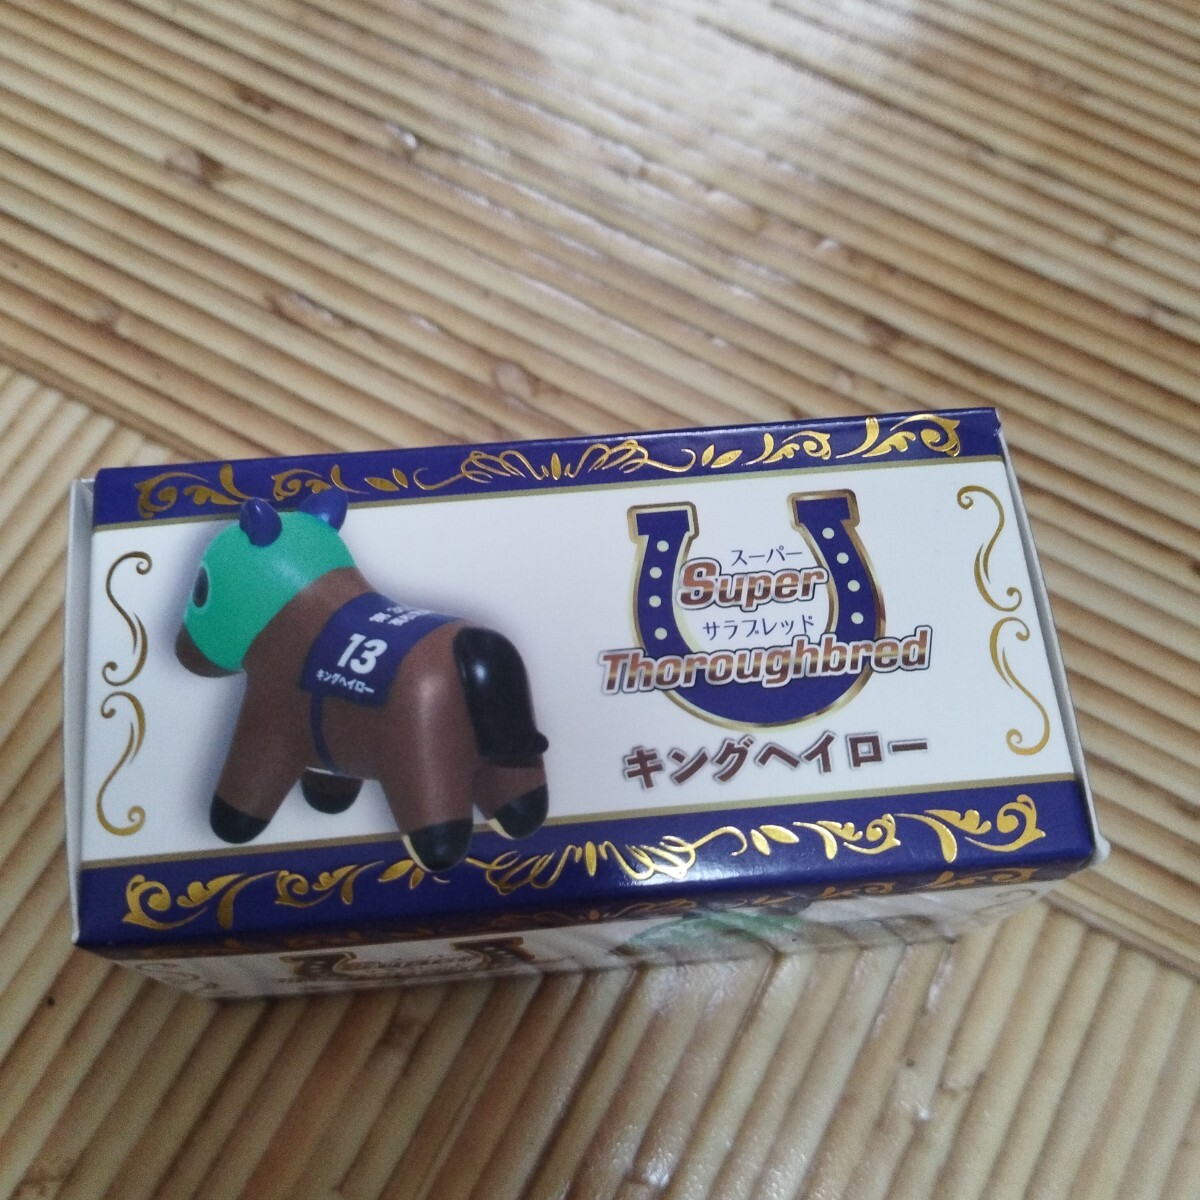 スーパー
Super
サラブレッド
Thoroughbred
キングヘイロー
13
キングヘイロー